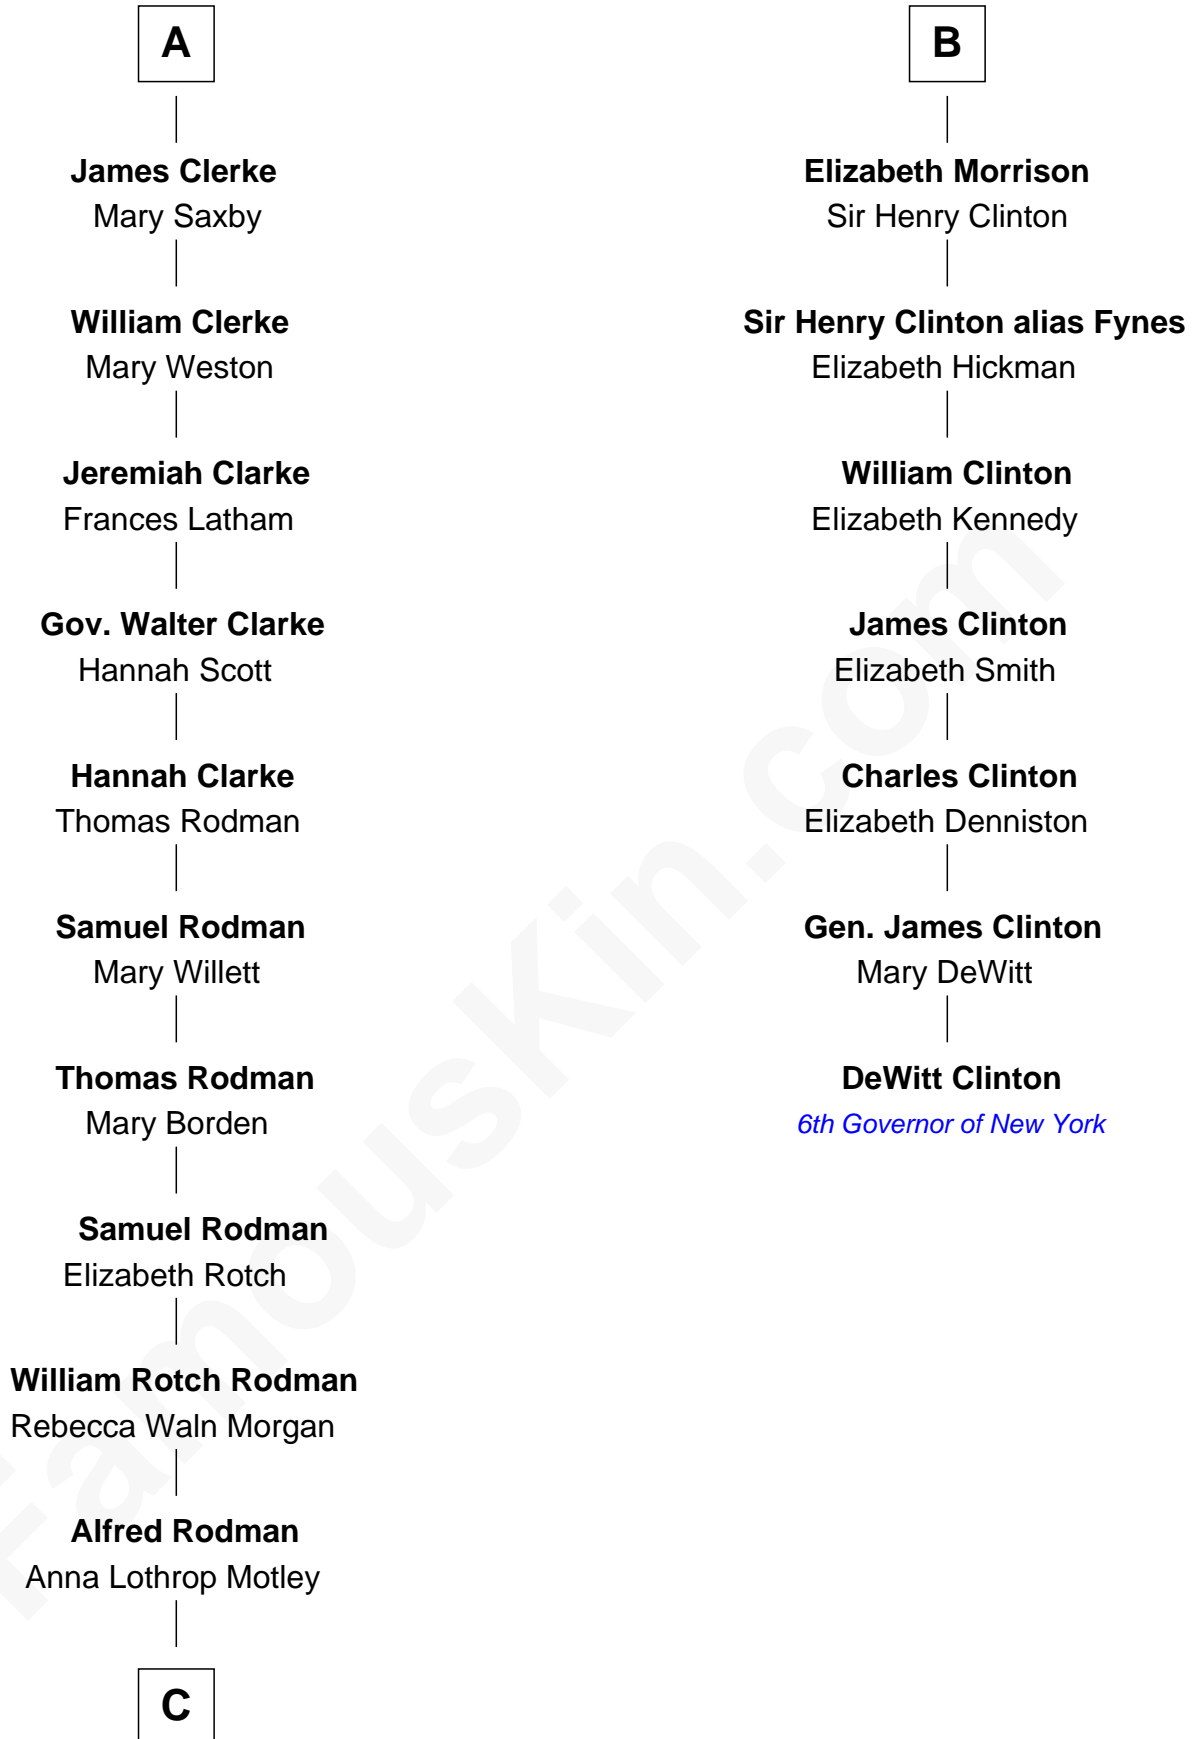 A
James Clerke
Mary Saxby
William Clerke
Mary Weston
Jeremiah Clarke
Frances Latham
Gov. Walter Clarke
Hannah Scott
Hannah Clarke
Thomas Rodman
Samuel Rodman
Mary Willett
Thomas Rodman
Mary Borden
Samuel Rodman
Elizabeth Rotch
William Rotch Rodman
Rebecca Waln Morgan
Alfred Rodman
Anna Lothrop Motley
C
B
Elizabeth Morrison
Sir Henry Clinton
Sir Henry Clinton alias Fynes
Elizabeth Hickman
William Clinton
Elizabeth Kennedy
James Clinton
Elizabeth Smith
Charles Clinton
Elizabeth Denniston
Gen. James Clinton
Mary DeWitt
DeWitt Clinton
6th Governor of New York
FamousKin.com